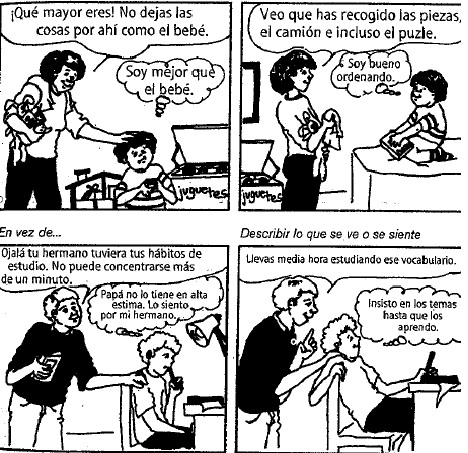 ¡Qué mayor eres! No dejas las
cosas por ahí como el bebé.
Soy mejor que
el bebé.
juguetes
Veo que has recogido las piezas,
el camión e incluso el puzle.
Soy bueno
ordenando.
juguetes
En vez de...
Ojalá tu hermano tuviera tus hábitos de
estudio. No puede concentrarse más
de un minuto.
Papá no lo tiene en alta
estima. Lo siento
por mi hermano.
Describir lo que se ve o se siente
Llevas media hora estudiando ese vocabulario.
Insisto en los temas
hasta que los
aprendo.